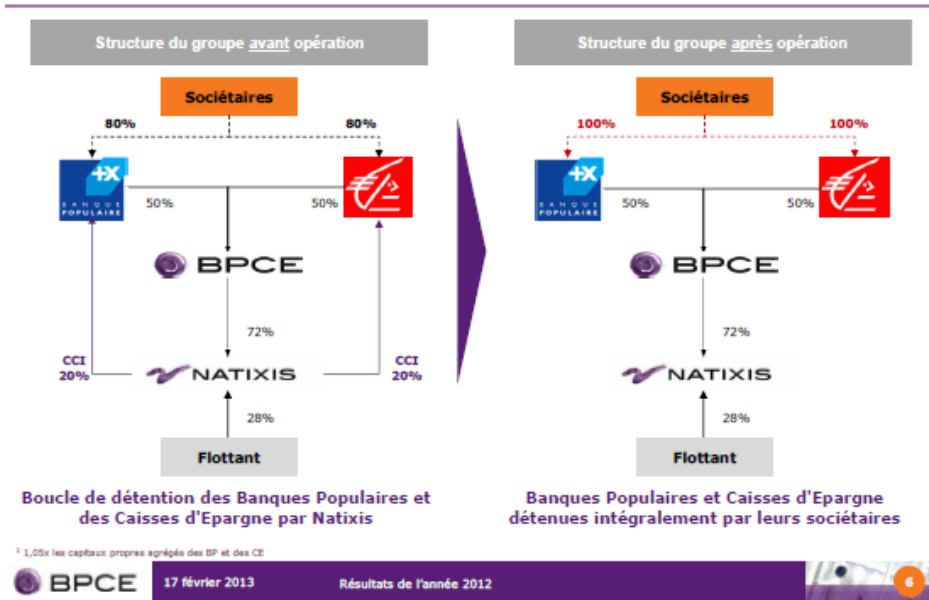 Structure du groupe avant opération
Sociétaires
80%
80%
+X
BANQUE
POPULAIRE
50%
50%
BPCE
72%
CCI
20%
NATIXIS
CCI
20%
28%
Flottant
Boucle de détention des Banques Populaires et
des Caisses d'Epargne par Natixis
Structure du groupe après opération
Sociétaires
100%
100%
+X
BANQUE
POPULAIRE
50%
50%
BPCE
72%
NATIXIS
28%
Flottant
Banques Populaires et Caisses d'Epargne
détenues intégralement par leurs sociétaires
¹ 1,05x les capitaux propres agrégés des BP et des CE
BPCE
17 février 2013
Résultats de l'année 2012
6